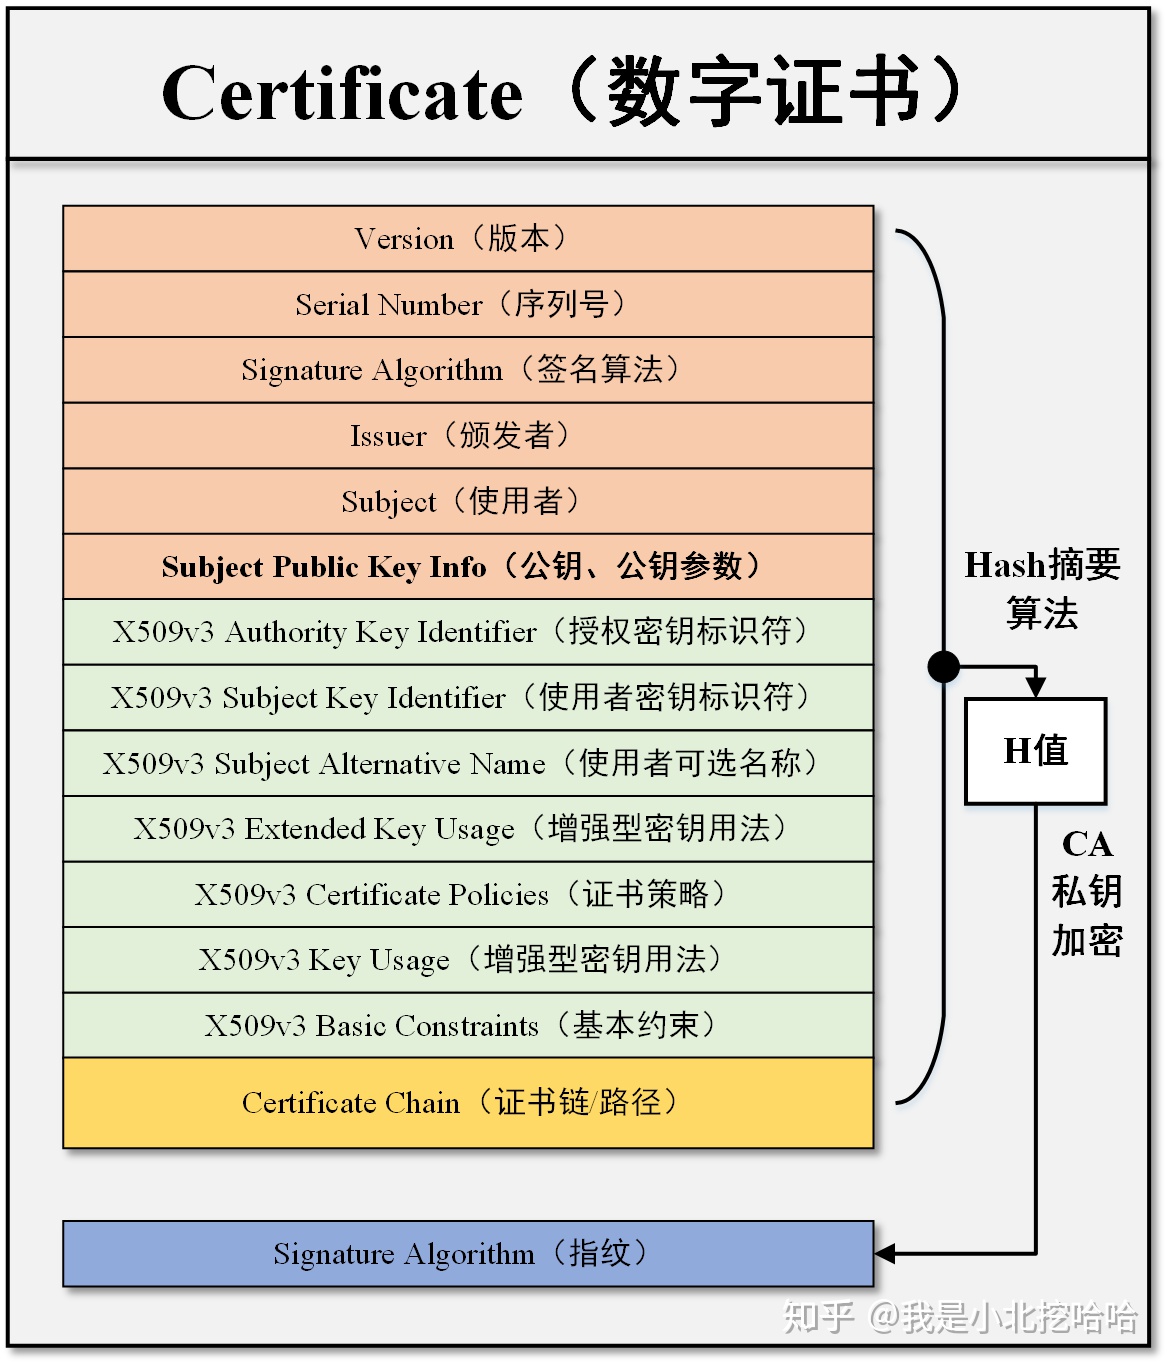 Certificate（数字证书）
Version（版本）
Serial Number（序列号）
Signature Algorithm（签名算法）
Issuer（颁发者）
Subject（使用者）
Subject Public Key Info（公钥、公钥参数）
X509v3 Authority Key Identifier（授权密钥标识符）
X509v3 Subject Key Identifier（使用者密钥标识符）
X509v3 Subject Alternative Name（使用者可选名称）
X509v3 Extended Key Usage（增强型密钥用法）
X509v3 Certificate Policies（证书策略）
X509v3 Key Usage（增强型密钥用法）
X509v3 Basic Constraints（基本约束）
Certificate Chain（证书链/路径）
Hash摘要
算法
H值
CA
私钥
加密
Signature Algorithm（指纹）
知乎 @我是小北挖哈哈